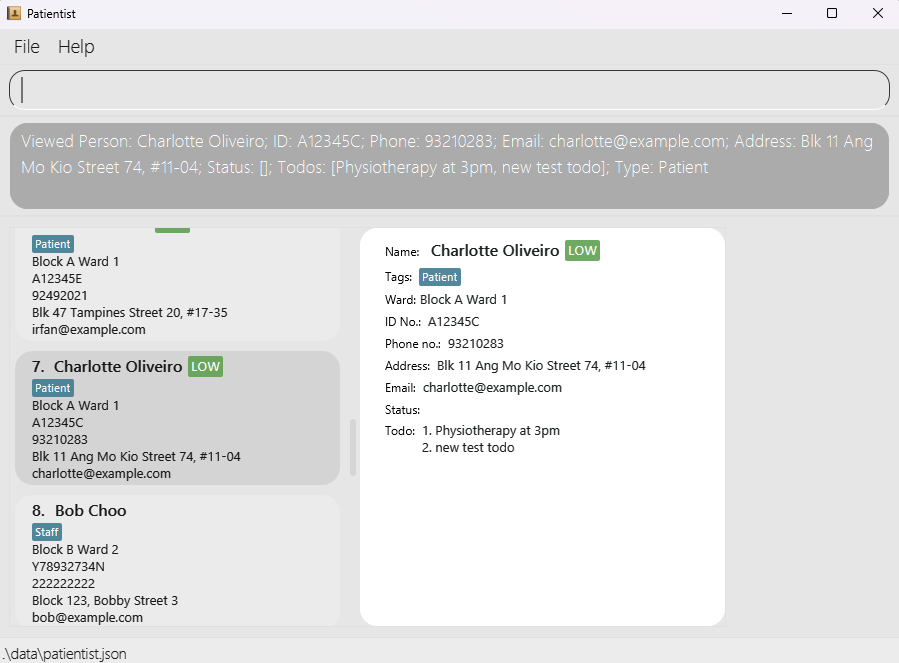 Patientist
File Help
Viewed Person: Charlotte Oliveiro; ID: A12345C; Phone: 93210283; Email: charlotte@example.com; Address: Blk 11 Ang
Mo Kio Street 74, #11-04; Status: []; Todos: [Physiotherapy at 3pm, new test todo]; Type: Patient
Patient
Block A Ward 1
A12345E
92492021
Blk 47 Tampines Street 20, #17-35
irfan@example.com
7. Charlotte Oliveiro LOW
Patient
Block A Ward 1
A12345C
93210283
Blk 11 Ang Mo Kio Street 74, #11-04
charlotte@example.com
8. Bob Choo
Staff
Block B Ward 2
Y78932734N
222222222
Block 123, Bobby Street 3
bob@example.com
Name: Charlotte Oliveiro LOW
Tags: Patient
Ward: Block A Ward 1
ID No.: A12345C
Phone no.: 93210283
Address: Blk 11 Ang Mo Kio Street 74, #11-04
Email: charlotte@example.com
Status:
Todo: 1. Physiotherapy at 3pm
2. new test todo
.\data\patientist.json